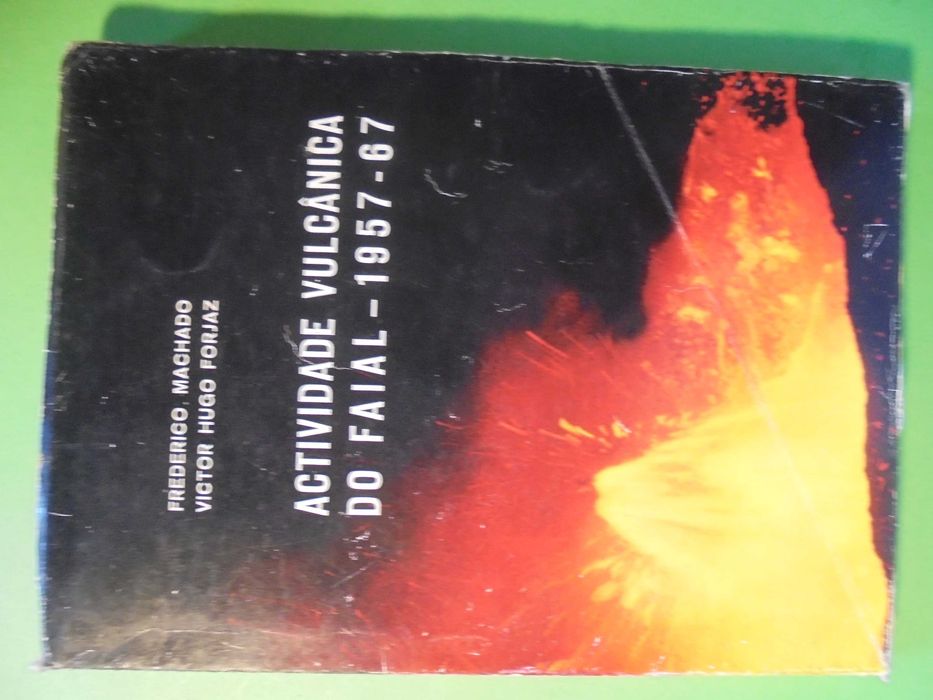 FREDERICO MACHADO
VICTOR HUGO FORJAZ
ACTIVIDADE VULCÂNICA
DO FAIAL – 1957 - 67